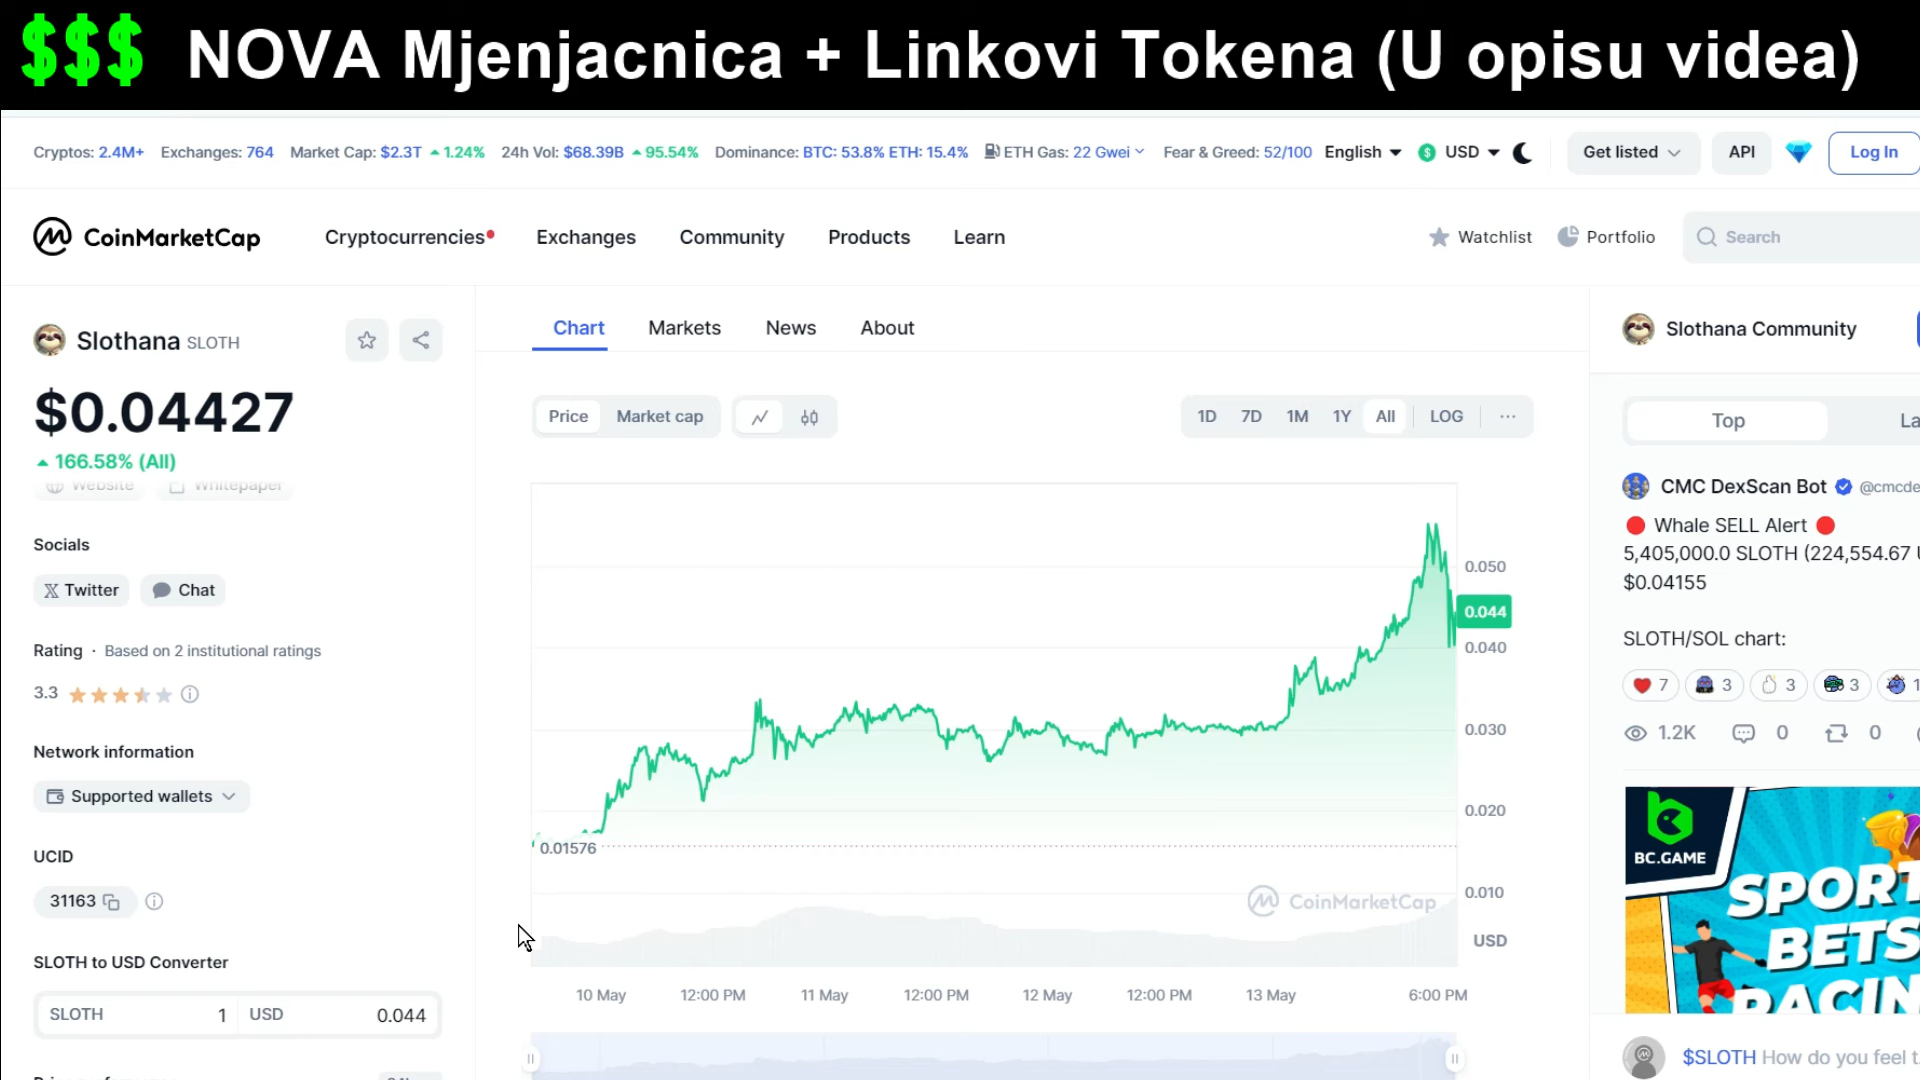 $$$ NOVA Mjenjacnica + Linkovi Tokena (U opisu videa)
Cryptos: 2.4M+ Exchanges: 764 Market Cap: $2.3T 1.24% 24h Vol: $68.39B 95.54% Dominance: BTC: 53.8% ETH: 15.4% ETH Gas: 22 Gwei Fear & Greed: 52/100 English USD Get listed API Log In
CoinMarketCap Cryptocurrencies Exchanges Community Products Learn Watchlist Portfolio Search
Slothana SLOTH
$0.04427
166.58% (All)
Website Whitepaper
Socials
Twitter Chat
Rating · Based on 2 institutional ratings
3.3
Network information
Supported wallets
UCID
31163
SLOTH to USD Converter
SLOTH 1 USD 0.044
Chart Markets News About
Price Market cap
1D 7D 1M 1Y All LOG ...
0.050
0.044
0.040
0.030
0.020
0.01576
0.010
CoinMarketCap
USD
10 May 12:00 PM 11 May 12:00 PM 12 May 12:00 PM 13 May 6:00 PM
Slothana Community
Top La
CMC DexScan Bot @cmcde
Whale SELL Alert
5,405,000.0 SLOTH (224,554.67 U
$0.04155
SLOTH/SOL chart:
7 3 3 3 1
1.2K 0 0
BC.GAME
SPORT
BETS
RACIN
$SLOTH How do you feel t